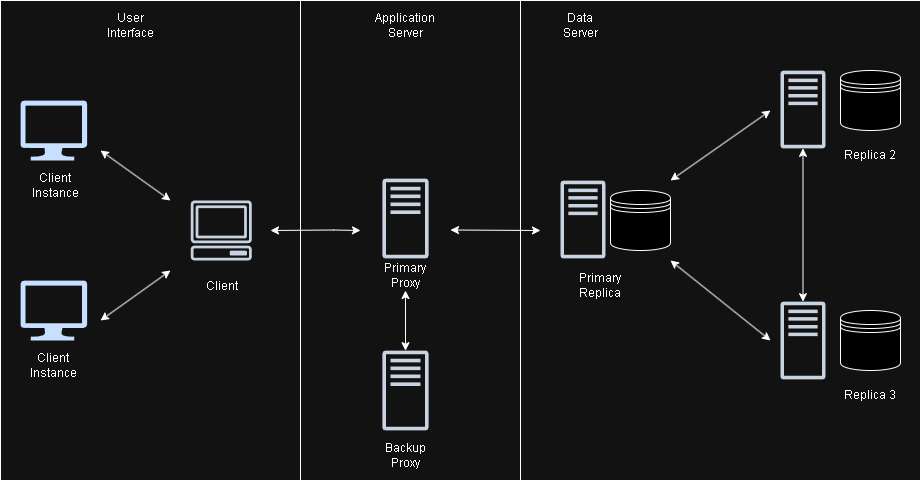 User
Interface
Application
Server
Data
Server
Client
Instance
Client
Primary
Proxy
Primary
Replica
Replica 2
Client
Instance
Backup
Proxy
Replica 3